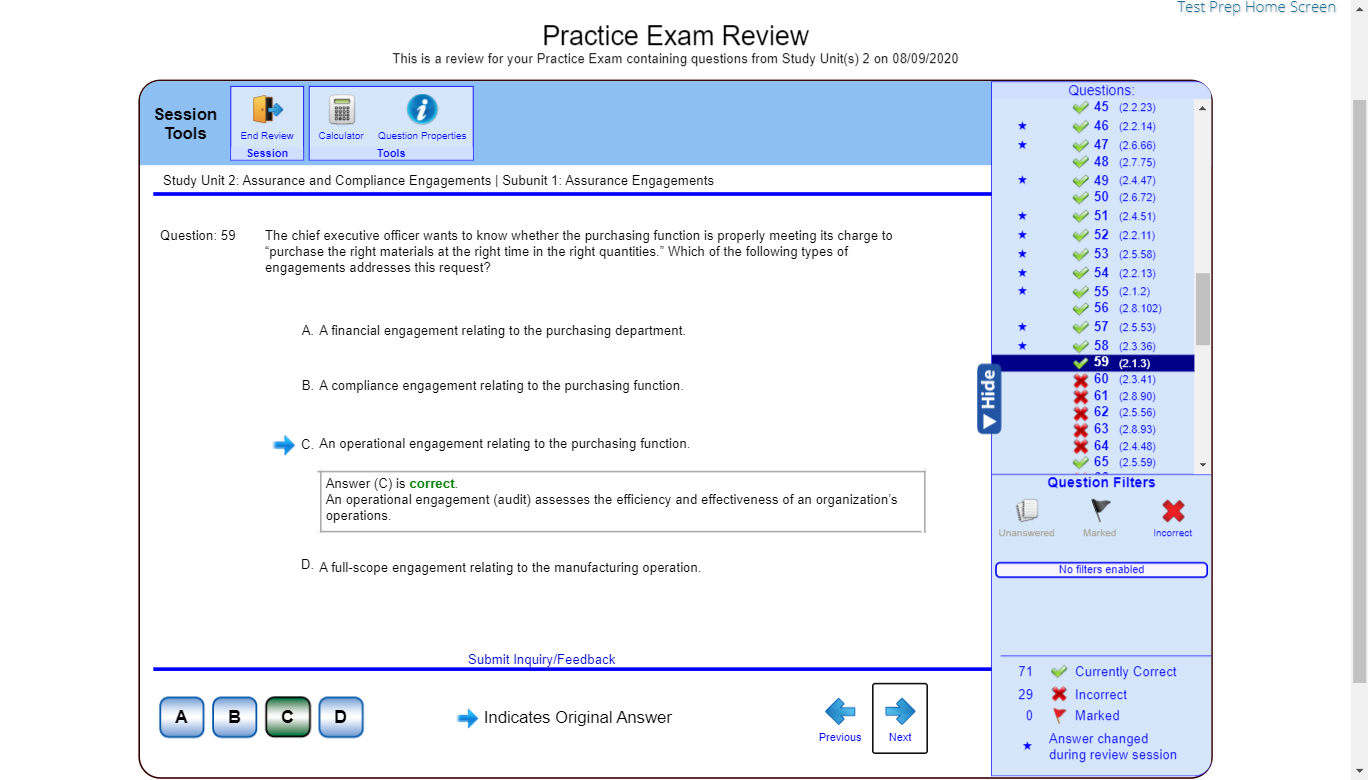 Test Prep Home Screen
Practice Exam Review
This is a review for your Practice Exam containing questions from Study Unit(s) 2 on 08/09/2020
Session
Tools
End Review
Session
Calculator
Question Properties
Tools
Study Unit 2: Assurance and Compliance Engagements | Subunit 1: Assurance Engagements
Question: 59
The chief executive officer wants to know whether the purchasing function is properly meeting its charge to
“purchase the right materials at the right time in the right quantities.” Which of the following types of
engagements addresses this request?
A. A financial engagement relating to the purchasing department.
B. A compliance engagement relating to the purchasing function.
C. An operational engagement relating to the purchasing function.
Answer (C) is correct.
An operational engagement (audit) assesses the efficiency and effectiveness of an organization’s
operations.
D. A full-scope engagement relating to the manufacturing operation.
Submit Inquiry/Feedback
A B C D
Indicates Original Answer
Previous
Next
Questions:
45 (2.2.23)
46 (2.2.14)
47 (2.6.66)
48 (2.7.75)
49 (2.4.47)
50 (2.6.72)
51 (2.4.51)
52 (2.2.11)
53 (2.5.58)
54 (2.2.13)
55 (2.1.2)
56 (2.8.102)
57 (2.5.53)
58 (2.3.36)
59 (2.1.3)
60 (2.3.41)
61 (2.8.90)
62 (2.5.56)
63 (2.8.93)
64 (2.4.48)
65 (2.5.59)
Hide
Question Filters
Unanswered
Marked
Incorrect
No filters enabled
71 Currently Correct
29 Incorrect
0 Marked
Answer changed
during review session